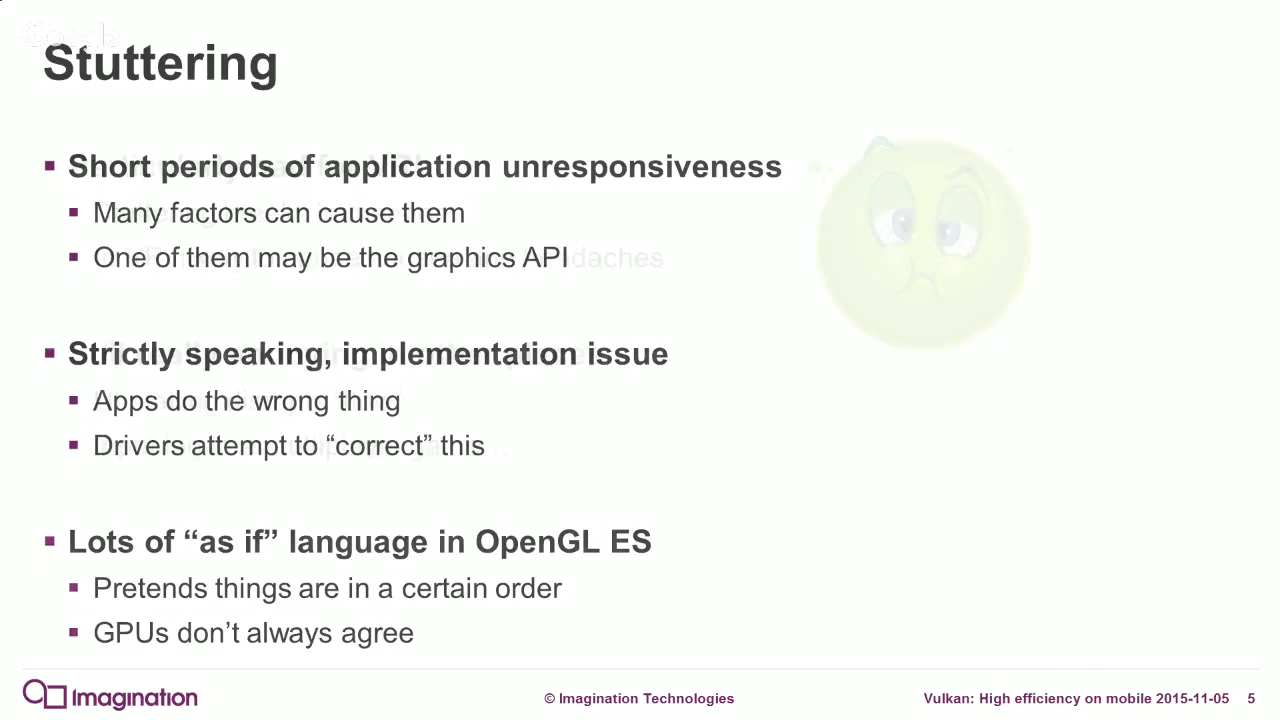 Stuttering
Short periods of application unresponsiveness
Many factors can cause them
One of them may be the graphics API
Strictly speaking, implementation issue
Apps do the wrong thing
Drivers attempt to “correct” this
Lots of “as if” language in OpenGL ES
Pretends things are in a certain order
GPUs don’t always agree
Imagination
© Imagination Technologies
Vulkan: High efficiency on mobile 2015-11-05 5